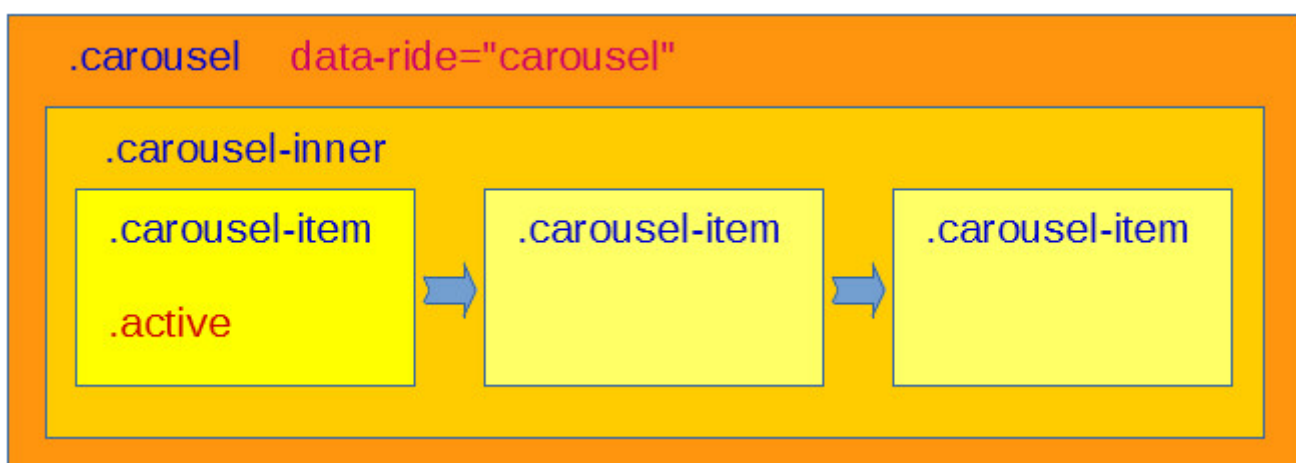 .carousel data-ride="carousel"
.carousel-inner
.carousel-item .carousel-item .carousel-item
.active